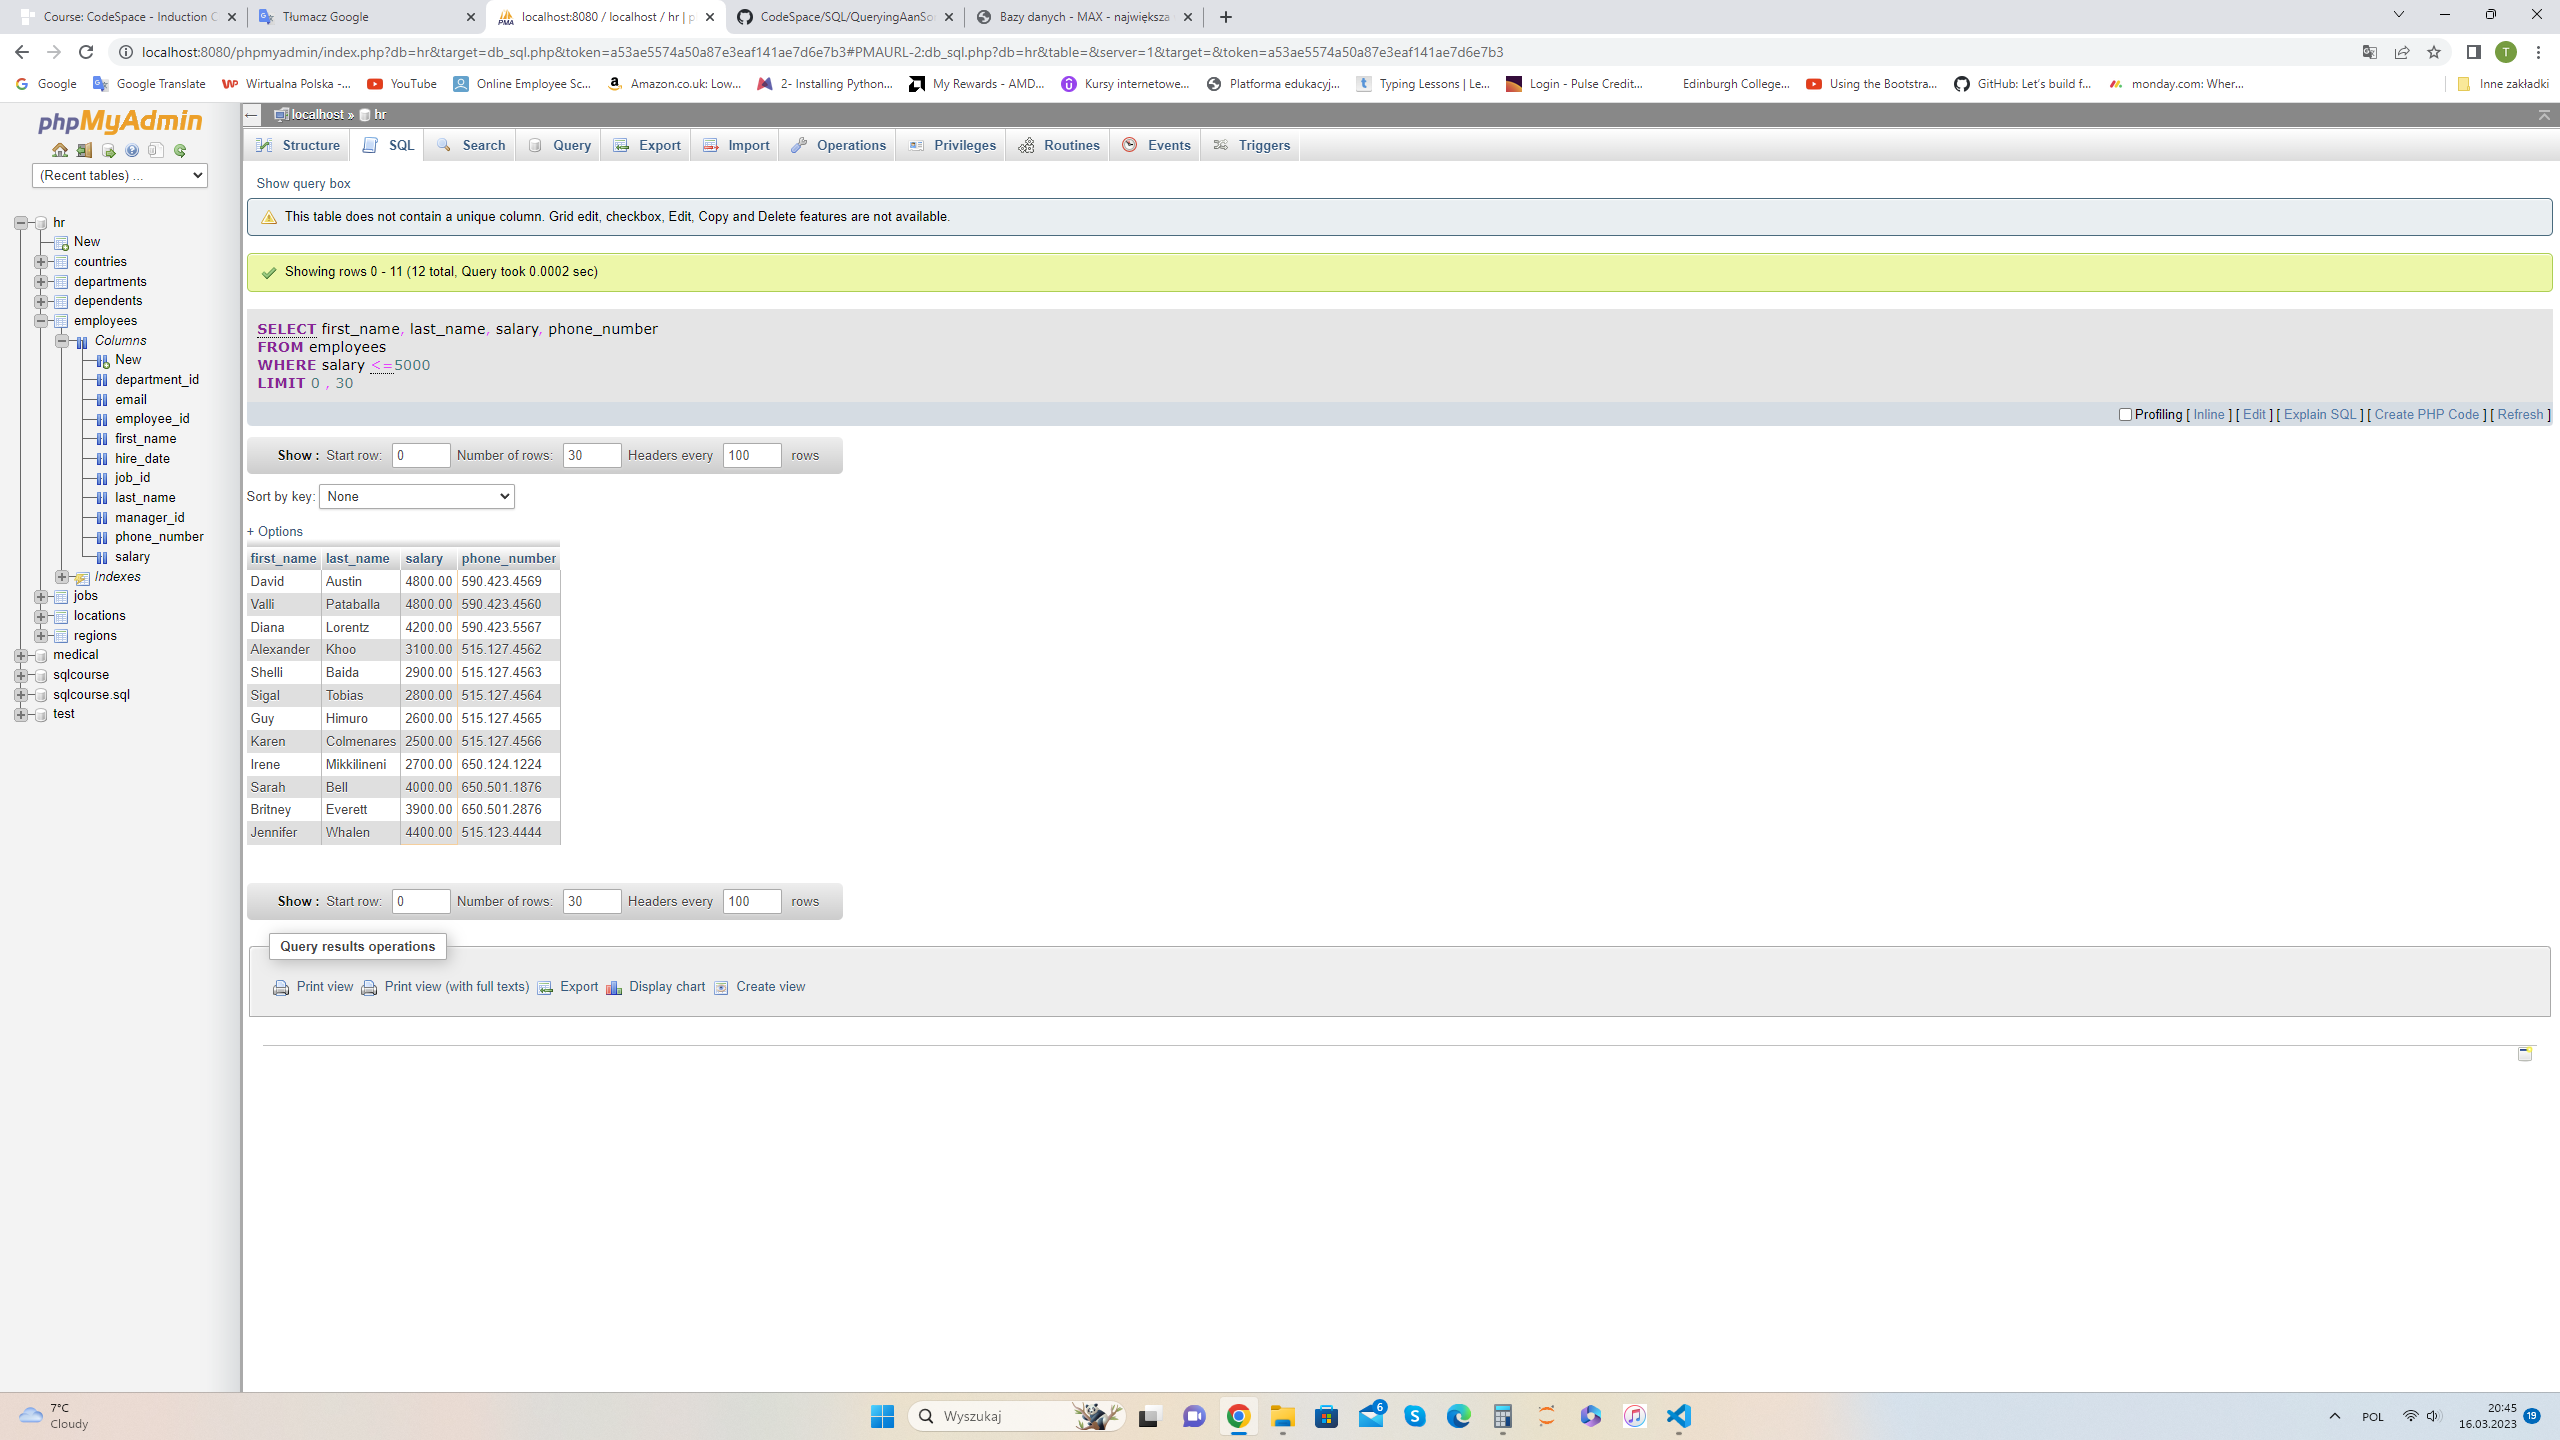 Course: CodeSpace - Induction C
Tłumacz Google
localhost:8080 / localhost / hr | p
CodeSpace/SQL/QueryingAanSo
Bazy danych - MAX - największa
localhost:8080/phpmyadmin/index.php?db=hr&target=db_sql.php&token=a53ae5574a50a87e3eaf141ae7d6e7b3#PMAURL-2:db_sql.php?db=hr&table=&server=1&target=&token=a53ae5574a50a87e3eaf141ae7d6e7b3
T
Google
Google Translate
Wirtualna Polska -...
YouTube
Online Employee Sc...
Amazon.co.uk: Low...
2- Installing Python...
My Rewards - AMD...
Kursy internetowe...
Platforma edukacyj...
Typing Lessons | Le...
Login - Pulse Credit...
Edinburgh College...
Using the Bootstra...
GitHub: Let's build f...
monday.com: Wher...
Inne zakładki
phpMyAdmin
(Recent tables) ...
hr
New
countries
departments
dependents
employees
Columns
New
department_id
email
employee_id
first_name
hire_date
job_id
last_name
manager_id
phone_number
salary
Indexes
jobs
locations
regions
medical
sqlcourse
sqlcourse.sql
test
localhost » hr
Structure SQL Search Query Export Import Operations Privileges Routines Events Triggers
Show query box
This table does not contain a unique column. Grid edit, checkbox, Edit, Copy and Delete features are not available.
Showing rows 0 - 11 (12 total, Query took 0.0002 sec)
SELECT first_name, last_name, salary, phone_number
FROM employees
WHERE salary <=5000
LIMIT 0 , 30
Profiling [ Inline ] [ Edit ] [ Explain SQL ] [ Create PHP Code ] [ Refresh ]
Show : Start row: 0 Number of rows: 30 Headers every 100 rows
Sort by key: None
+ Options
first_name last_name salary phone_number
David Austin 4800.00 590.423.4569
Valli Pataballa 4800.00 590.423.4560
Diana Lorentz 4200.00 590.423.5567
Alexander Khoo 3100.00 515.127.4562
Shelli Baida 2900.00 515.127.4563
Sigal Tobias 2800.00 515.127.4564
Guy Himuro 2600.00 515.127.4565
Karen Colmenares 2500.00 515.127.4566
Irene Mikkilineni 2700.00 650.124.1224
Sarah Bell 4000.00 650.501.1876
Britney Everett 3900.00 650.501.2876
Jennifer Whalen 4400.00 515.123.4444
Show : Start row: 0 Number of rows: 30 Headers every 100 rows
Query results operations
Print view Print view (with full texts) Export Display chart Create view
7°C
Cloudy
Wyszukaj
6
POL
20:45
16.03.2023
19